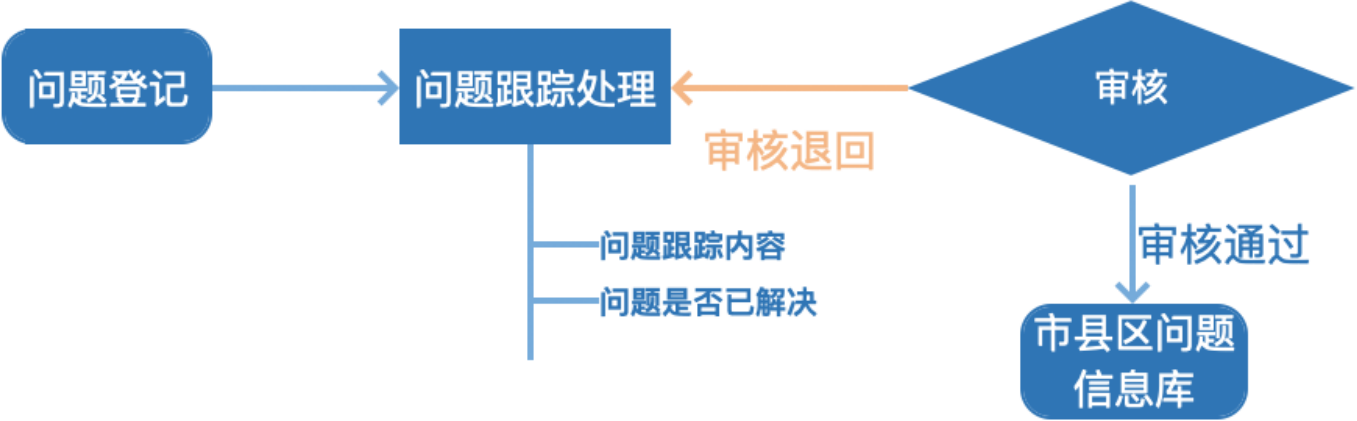 问题登记
问题跟踪处理
审核
审核退回
问题跟踪内容
问题是否已解决
审核通过
市县区问题
信息库